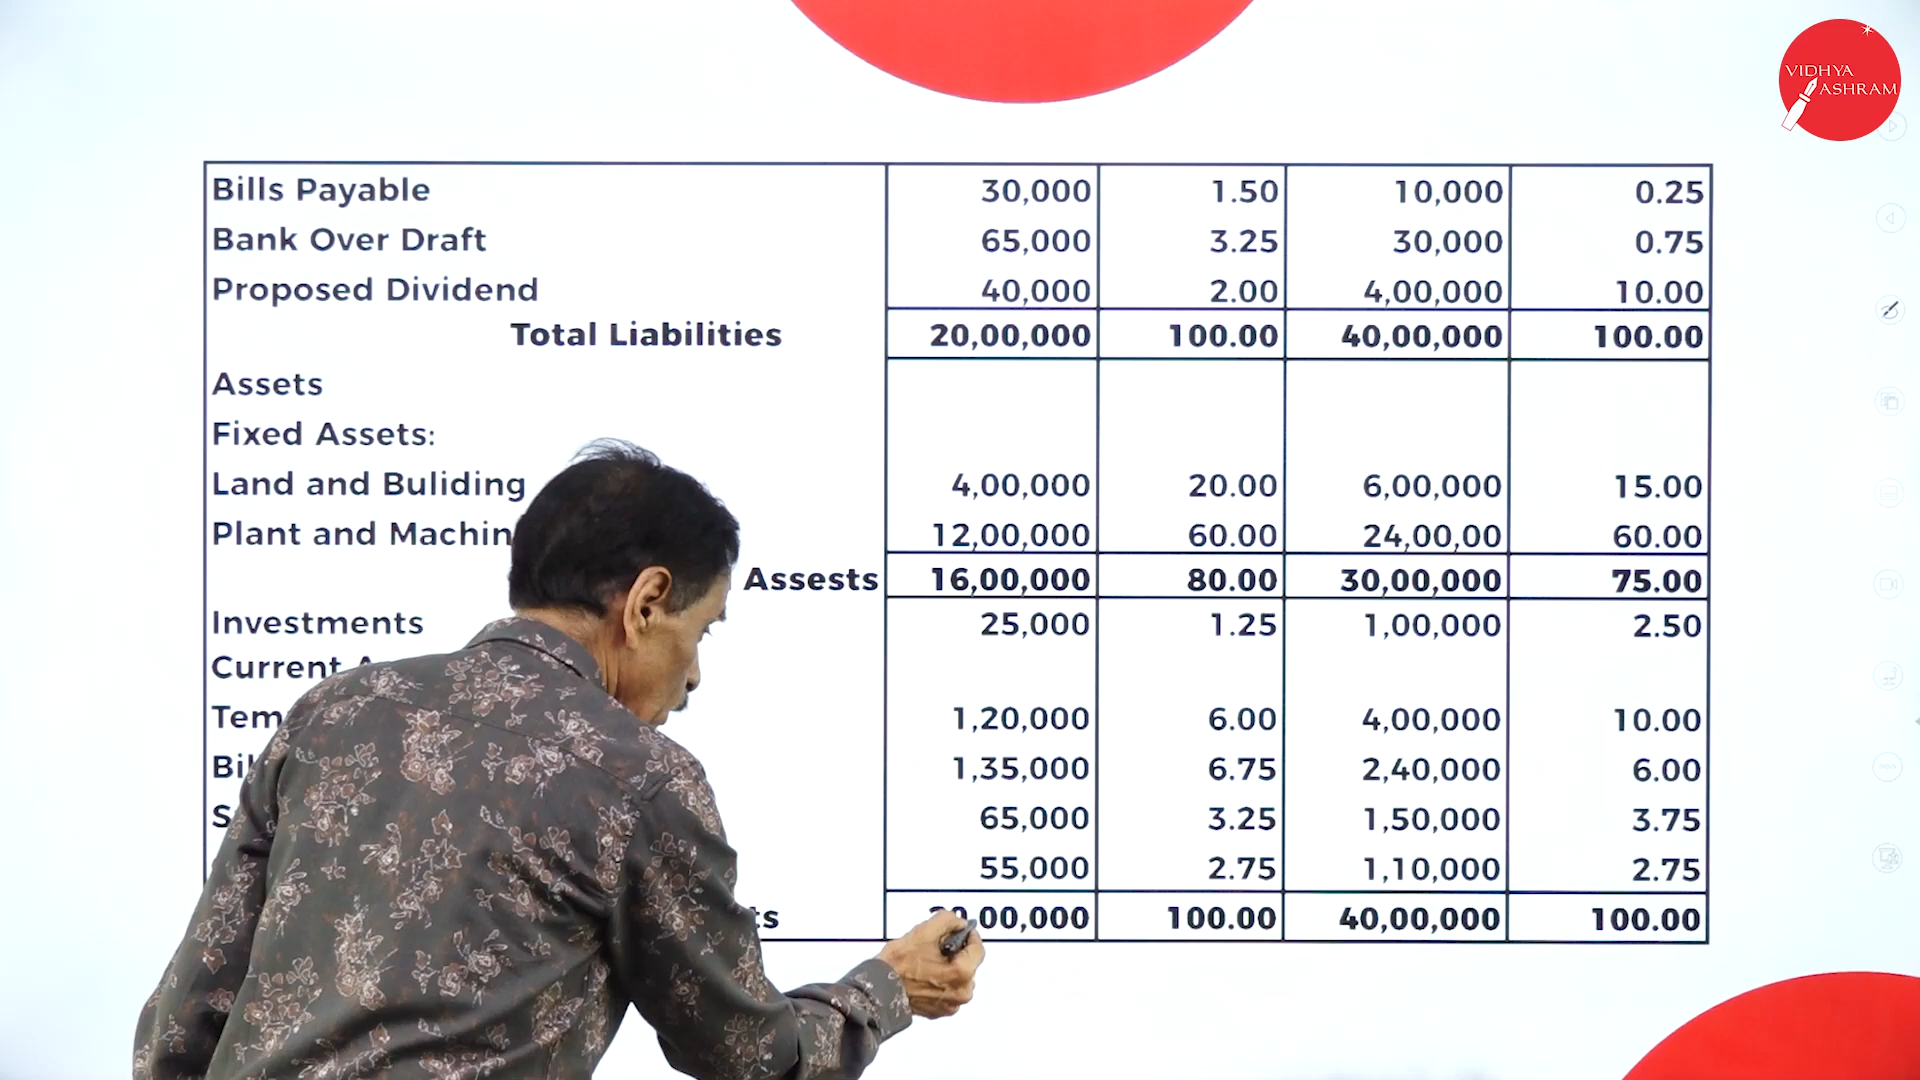 VIDHYA
ASHRAM
Bills Payable 30,000 1.50 10,000 0.25
Bank Over Draft 65,000 3.25 30,000 0.75
Proposed Dividend 40,000 2.00 4,00,000 10.00
Total Liabilities 20,00,000 100.00 40,00,000 100.00
Assets
Fixed Assets:
Land and Buliding 4,00,000 20.00 6,00,000 15.00
Plant and Machin 12,00,000 60.00 24,00,00 60.00
Assests 16,00,000 80.00 30,00,000 75.00
Investments 25,000 1.25 1,00,000 2.50
Current
Tem 1,20,000 6.00 4,00,000 10.00
Bil 1,35,000 6.75 2,40,000 6.00
S 65,000 3.25 1,50,000 3.75
55,000 2.75 1,10,000 2.75
ts 20,00,000 100.00 40,00,000 100.00